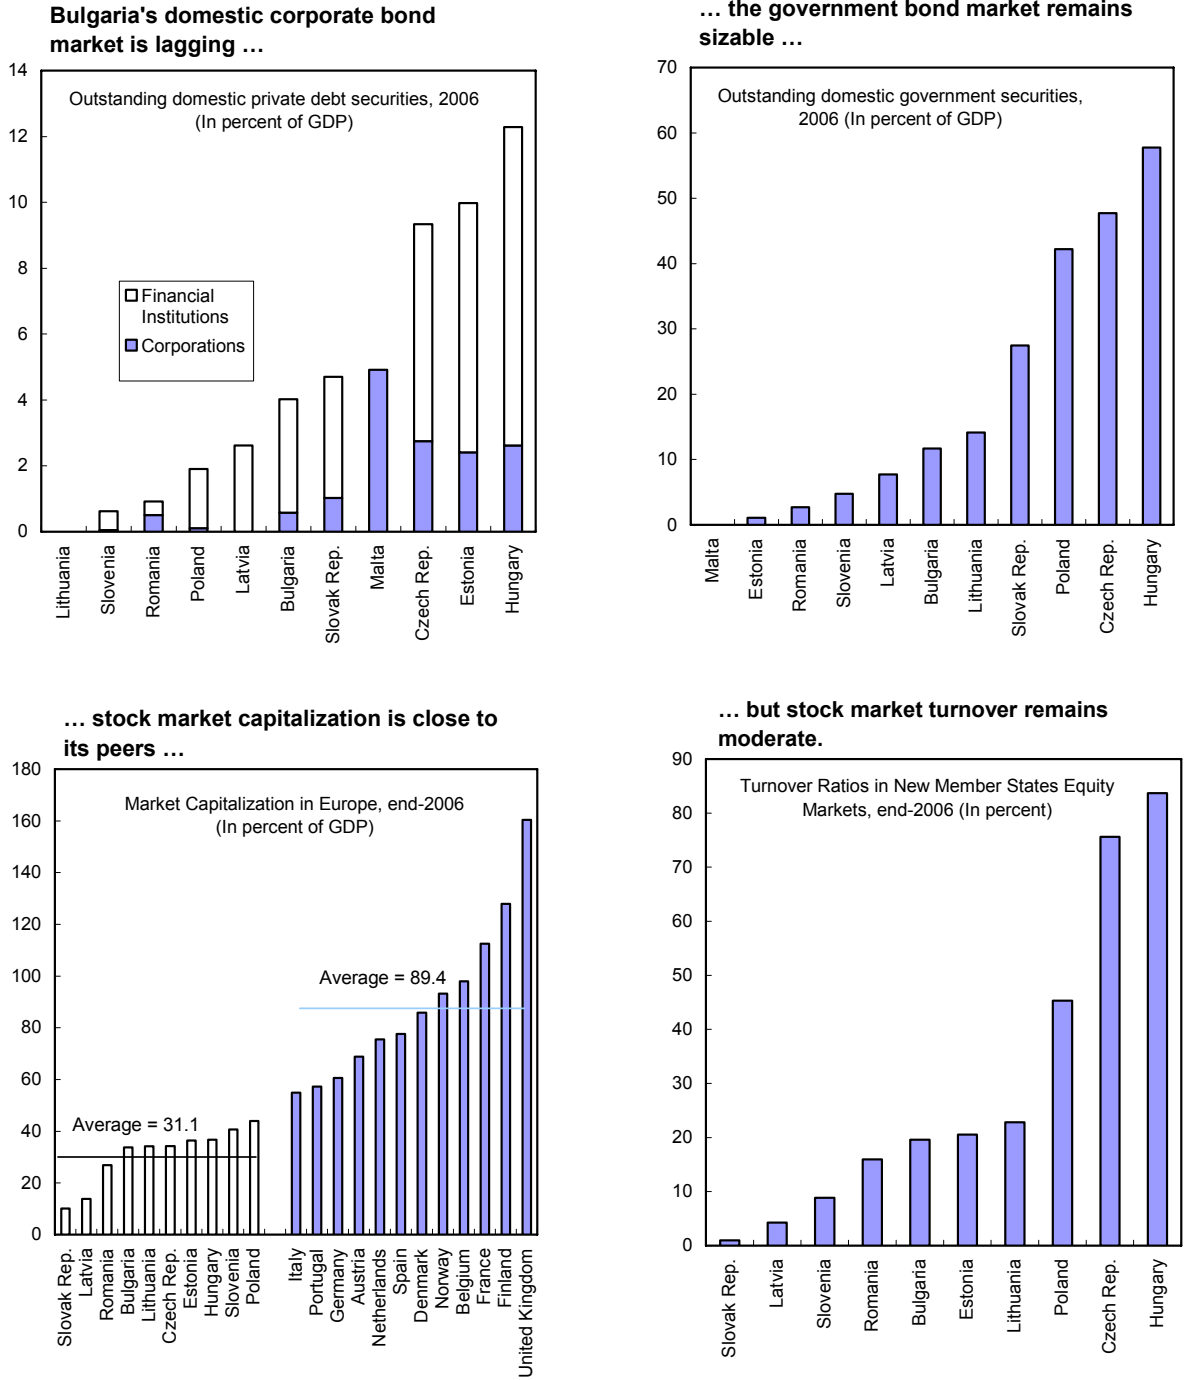 Bulgaria's domestic corporate bond
market is lagging …
14
12
10
8
6
4
2
0
Outstanding domestic private debt securities, 2006
(In percent of GDP)
Financial
Institutions
Corporations
Lithuania
Slovenia
Romania
Poland
Latvia
Bulgaria
Slovak Rep.
Malta
Czech Rep.
Estonia
Hungary
… the government bond market remains
sizable …
70
60
50
40
30
20
10
0
Outstanding domestic government securities,
2006 (In percent of GDP)
Malta
Estonia
Romania
Slovenia
Latvia
Bulgaria
Lithuania
Slovak Rep.
Poland
Czech Rep.
Hungary
… stock market capitalization is close to
its peers …
180
160
140
120
100
80
60
40
20
0
Market Capitalization in Europe, end-2006
(In percent of GDP)
Average = 89.4
Average = 31.1
Slovak Rep.
Latvia
Romania
Bulgaria
Lithuania
Czech Rep.
Estonia
Hungary
Slovenia
Poland
Italy
Portugal
Germany
Austria
Netherlands
Spain
Denmark
Norway
Belgium
France
Finland
United Kingdom
… but stock market turnover remains
moderate.
90
80
70
60
50
40
30
20
10
0
Turnover Ratios in New Member States Equity
Markets, end-2006 (In percent)
Slovak Rep.
Latvia
Slovenia
Romania
Bulgaria
Estonia
Lithuania
Poland
Czech Rep.
Hungary